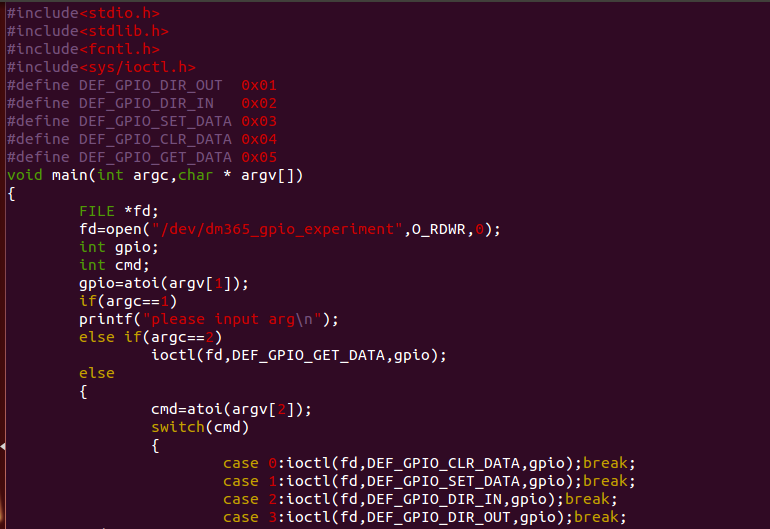 #include<stdio.h>
#include<stdlib.h>
#include<fcntl.h>
#include<sys/ioctl.h>
#define DEF_GPIO_DIR_OUT  0x01
#define DEF_GPIO_DIR_IN   0x02
#define DEF_GPIO_SET_DATA 0x03
#define DEF_GPIO_CLR_DATA 0x04
#define DEF_GPIO_GET_DATA 0x05
void main(int argc,char * argv[])
{
        FILE *fd;
        fd=open("/dev/dm365_gpio_experiment",O_RDWR,0);
        int gpio;
        int cmd;
        gpio=atoi(argv[1]);
        if(argc==1)
        printf("please input arg\n");
        else if(argc==2)
                ioctl(fd,DEF_GPIO_GET_DATA,gpio);
        else
        {
                cmd=atoi(argv[2]);
                switch(cmd)
                {
                        case 0:ioctl(fd,DEF_GPIO_CLR_DATA,gpio);break;
                        case 1:ioctl(fd,DEF_GPIO_SET_DATA,gpio);break;
                        case 2:ioctl(fd,DEF_GPIO_DIR_IN,gpio);break;
                        case 3:ioctl(fd,DEF_GPIO_DIR_OUT,gpio);break;